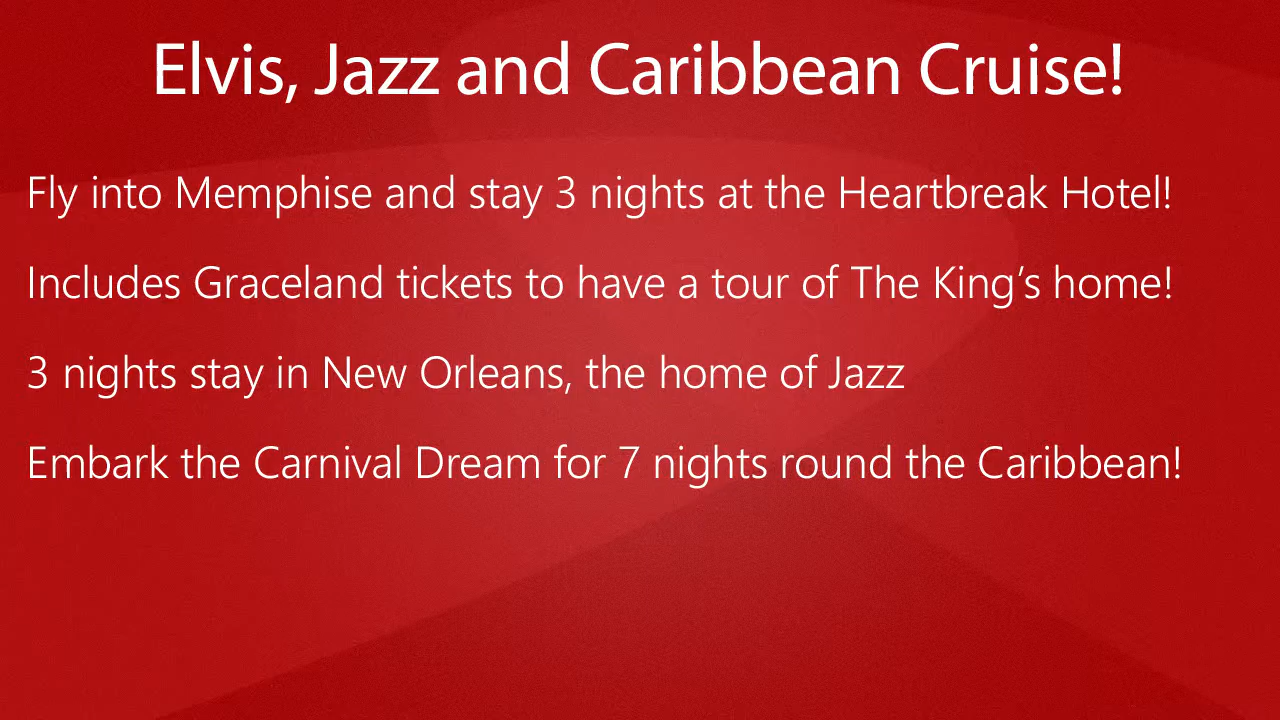 Elvis, Jazz and Caribbean Cruise!
Fly into Memphise and stay 3 nights at the Heartbreak Hotel!
Includes Graceland tickets to have a tour of The King’s home!
3 nights stay in New Orleans, the home of Jazz
Embark the Carnival Dream for 7 nights round the Caribbean!